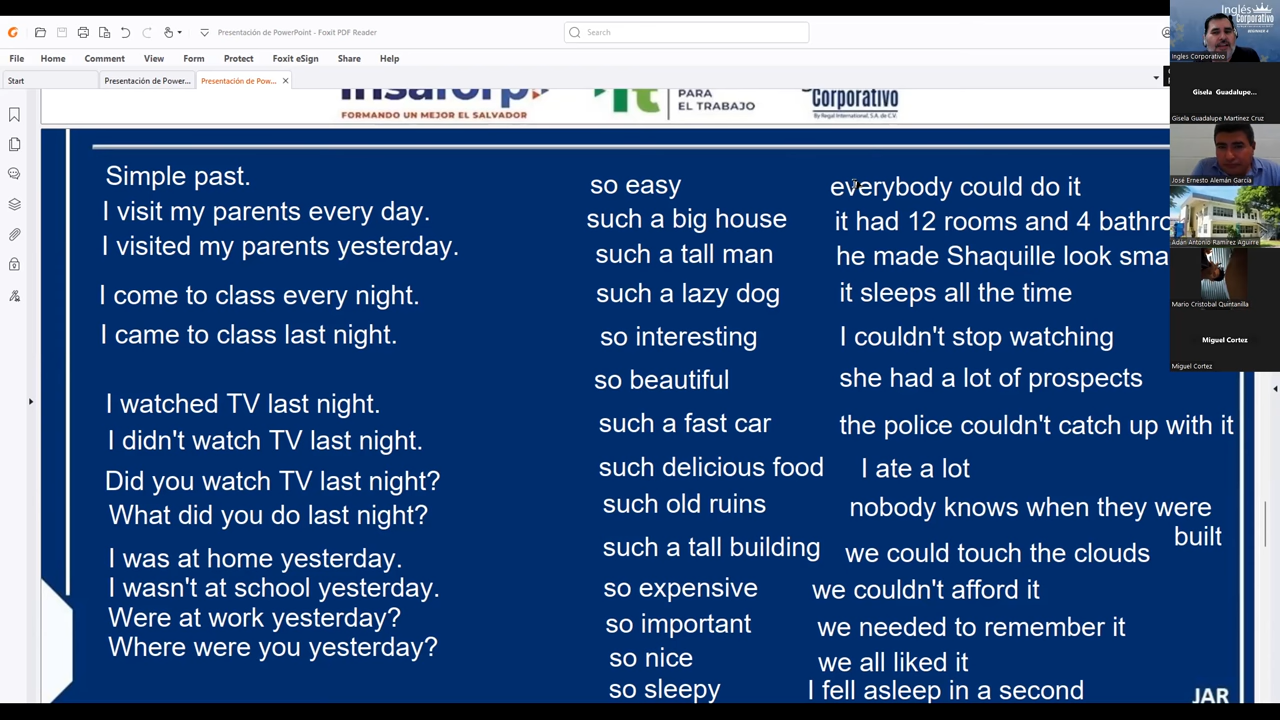 Presentación de PowerPoint - Foxit PDF Reader
Search
File Home Comment View Form Protect Foxit eSign Share Help
Start Presentación de Power... Presentación de Pow...
FORMANDO UN MEJOR EL SALVADOR
PARA
EL TRABAJO
Corporativo
By Regal International, S.A. de C.V.
Simple past.
I visit my parents every day.
I visited my parents yesterday.
I come to class every night.
I came to class last night.
I watched TV last night.
I didn't watch TV last night.
Did you watch TV last night?
What did you do last night?
I was at home yesterday.
I wasn't at school yesterday.
Were at work yesterday?
Where were you yesterday?
so easy
such a big house
such a tall man
such a lazy dog
so interesting
so beautiful
such a fast car
such delicious food
such old ruins
such a tall building
so expensive
so important
so nice
so sleepy
everybody could do it
it had 12 rooms and 4 bathro
he made Shaquille look sma
it sleeps all the time
I couldn't stop watching
she had a lot of prospects
the police couldn't catch up with it
I ate a lot
nobody knows when they were
built
we could touch the clouds
we couldn't afford it
we needed to remember it
we all liked it
I fell asleep in a second
JAR
Inglés
Corporativo
BEGINNER 4
Ingles Corporativo
Gisela Guadalupe...
Gisela Guadalupe Martinez Cruz
José Ernesto Alemán García
Adán Antonio Ramírez Aguirre
Mario Cristobal Quintanilla
Miguel Cortez
Miguel Cortez